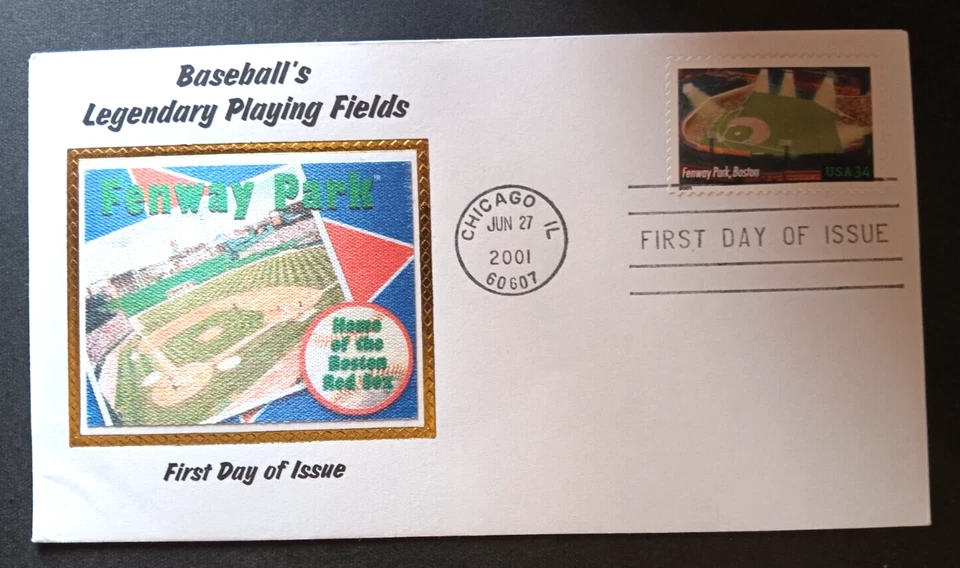 Baseball's
Legendary Playing Fields
Fenway Park
Home
of the
Boston
Red Sox
First Day of Issue
CHICAGO IL
JUN 27
2001
60607
Fenway Park, Boston
USA 34
FIRST DAY OF ISSUE